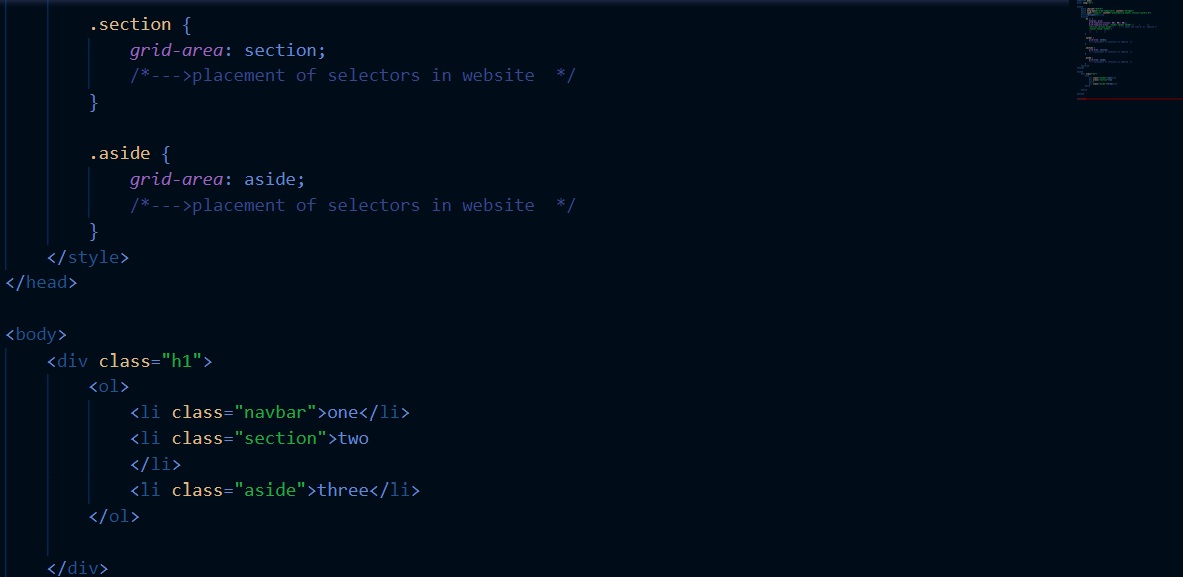 .section {
grid-area: section;
/*--->placement of selectors in website  */
}
.aside {
grid-area: aside;
/*--->placement of selectors in website  */
}
</style>
</head>
<body>
<div class="h1">
<ol>
<li class="navbar">one</li>
<li class="section">two
</li>
<li class="aside">three</li>
</ol>
</div>